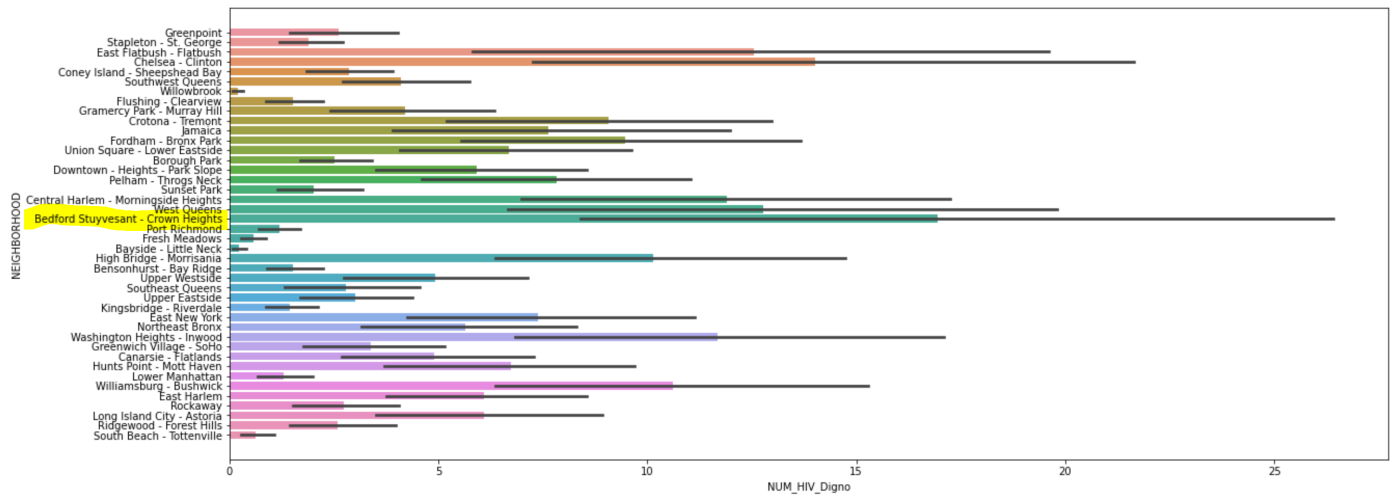 Greenpoint
Stapleton - St. George
East Flatbush - Flatbush
Chelsea - Clinton
Coney Island - Sheepshead Bay
Southwest Queens
Willowbrook
Flushing - Clearview
Gramercy Park - Murray Hill
Crotona - Tremont
Jamaica
Fordham - Bronx Park
Union Square - Lower Eastside
Borough Park
Downtown - Heights - Park Slope
Pelham - Throgs Neck
Sunset Park
Central Harlem - Morningside Heights
West Queens
Bedford Stuyvesant - Crown Heights
Port Richmond
Fresh Meadows
Bayside - Little Neck
High Bridge - Morrisania
Bensonhurst - Bay Ridge
Upper Westside
Southeast Queens
Upper Eastside
Kingsbridge - Riverdale
East New York
Northeast Bronx
Washington Heights - Inwood
Greenwich Village - SoHo
Canarsie - Flatlands
Hunts Point - Mott Haven
Lower Manhattan
Williamsburg - Bushwick
East Harlem
Rockaway
Long Island City - Astoria
Ridgewood - Forest Hills
South Beach - Tottenville
NEIGHBORHOOD
0 5 10 15 20 25
NUM_HIV_Digno